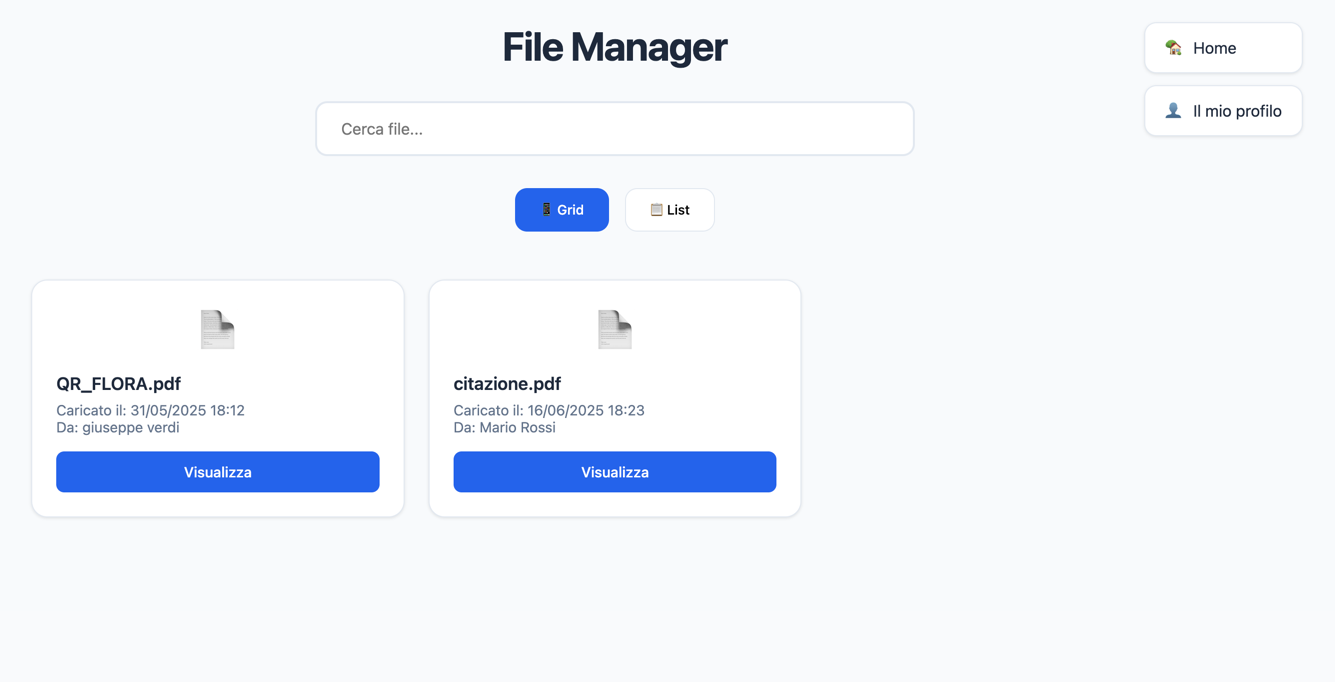 File Manager
Home
Il mio profilo
Cerca file...
Grid
List
QR_FLORA.pdf
Caricato il: 31/05/2025 18:12
Da: giuseppe verdi
Visualizza
citazione.pdf
Caricato il: 16/06/2025 18:23
Da: Mario Rossi
Visualizza